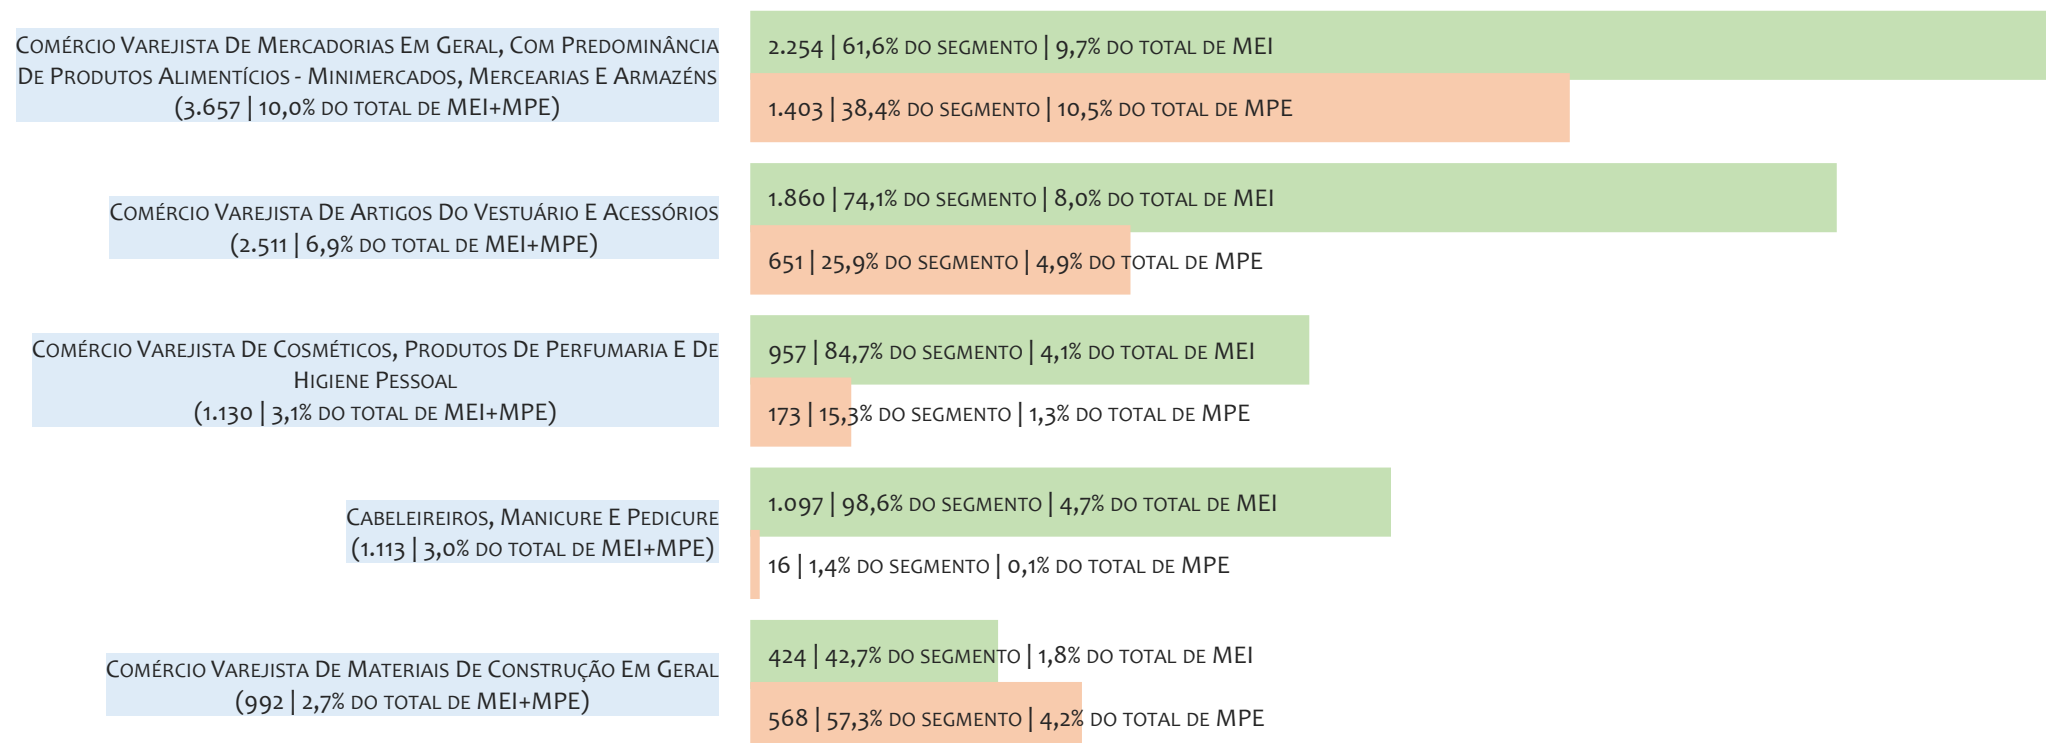 Comércio Varejista De Mercadorias Em Geral, Com Predominância
De Produtos Alimentícios - Minimercados, Mercearias E Armazéns
(3.657 | 10,0% do total de MEI+MPE)
2.254 | 61,6% do segmento | 9,7% do total de MEI
1.403 | 38,4% do segmento | 10,5% do total de MPE
Comércio Varejista De Artigos Do Vestuário E Acessórios
(2.511 | 6,9% do total de MEI+MPE)
1.860 | 74,1% do segmento | 8,0% do total de MEI
651 | 25,9% do segmento | 4,9% do total de MPE
Comércio Varejista De Cosméticos, Produtos De Perfumaria E De
Higiene Pessoal
(1.130 | 3,1% do total de MEI+MPE)
957 | 84,7% do segmento | 4,1% do total de MEI
173 | 15,3% do segmento | 1,3% do total de MPE
Cabeleireiros, Manicure E Pedicure
(1.113 | 3,0% do total de MEI+MPE)
1.097 | 98,6% do segmento | 4,7% do total de MEI
16 | 1,4% do segmento | 0,1% do total de MPE
Comércio Varejista De Materiais De Construção Em Geral
(992 | 2,7% do total de MEI+MPE)
424 | 42,7% do segmento | 1,8% do total de MEI
568 | 57,3% do segmento | 4,2% do total de MPE